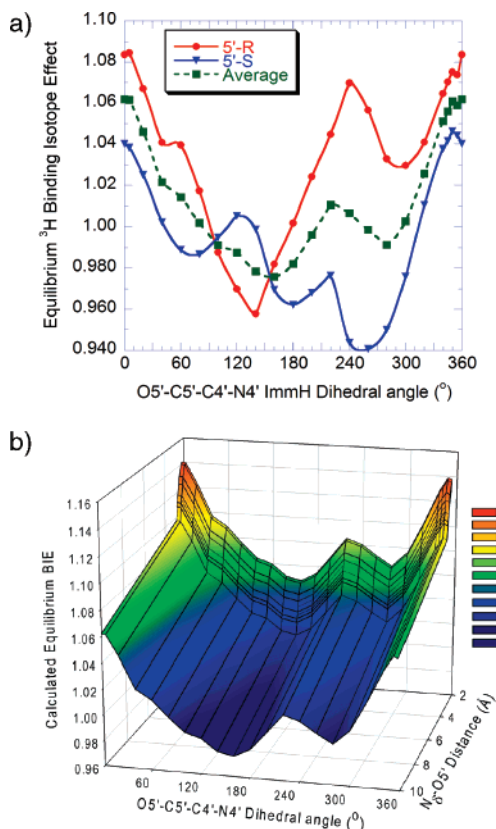 a)
5'-R
5'-S
Average
Equilibrium ³H Binding Isotope Effect
1.10
1.08
1.06
1.04
1.02
1.00
0.980
0.960
0.940
0 60 120 180 240 300 360
O5'-C5'-C4'-N4' ImmH Dihedral angle (°)
b)
Calculated Equilibrium BIE
1.16
1.14
1.12
1.10
1.08
1.06
1.04
1.02
1.00
0.98
0.96
60 120 180 240 300 360
O5'-C5'-C4'-N4' Dihedral angle (°)
2
4
6
8
10
Nδ-O5' Distance (Å)